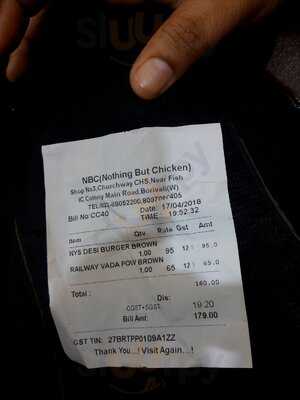 NBC(Nothing But Chicken)
Shop No3,Churchway CHS,Near Fish
IC Colony Main Road,Borivali(W)
Bill No:CC40 Date: 17/04/2018
TIME: 19:52:32
Item Qty. Rate Gst Amt
NYS DESI BURGER BROWN
1.00 95 12% 95.0
RAILWAY VADA POW BROWN
1.00 65 12% 65.0
Total : 160.00
Dis:
CGST+SGST: 19.20
Bill Amt: 179.00
GST TIN: 27BRTPP0109A1ZZ
Thank You...! Visit Again...!